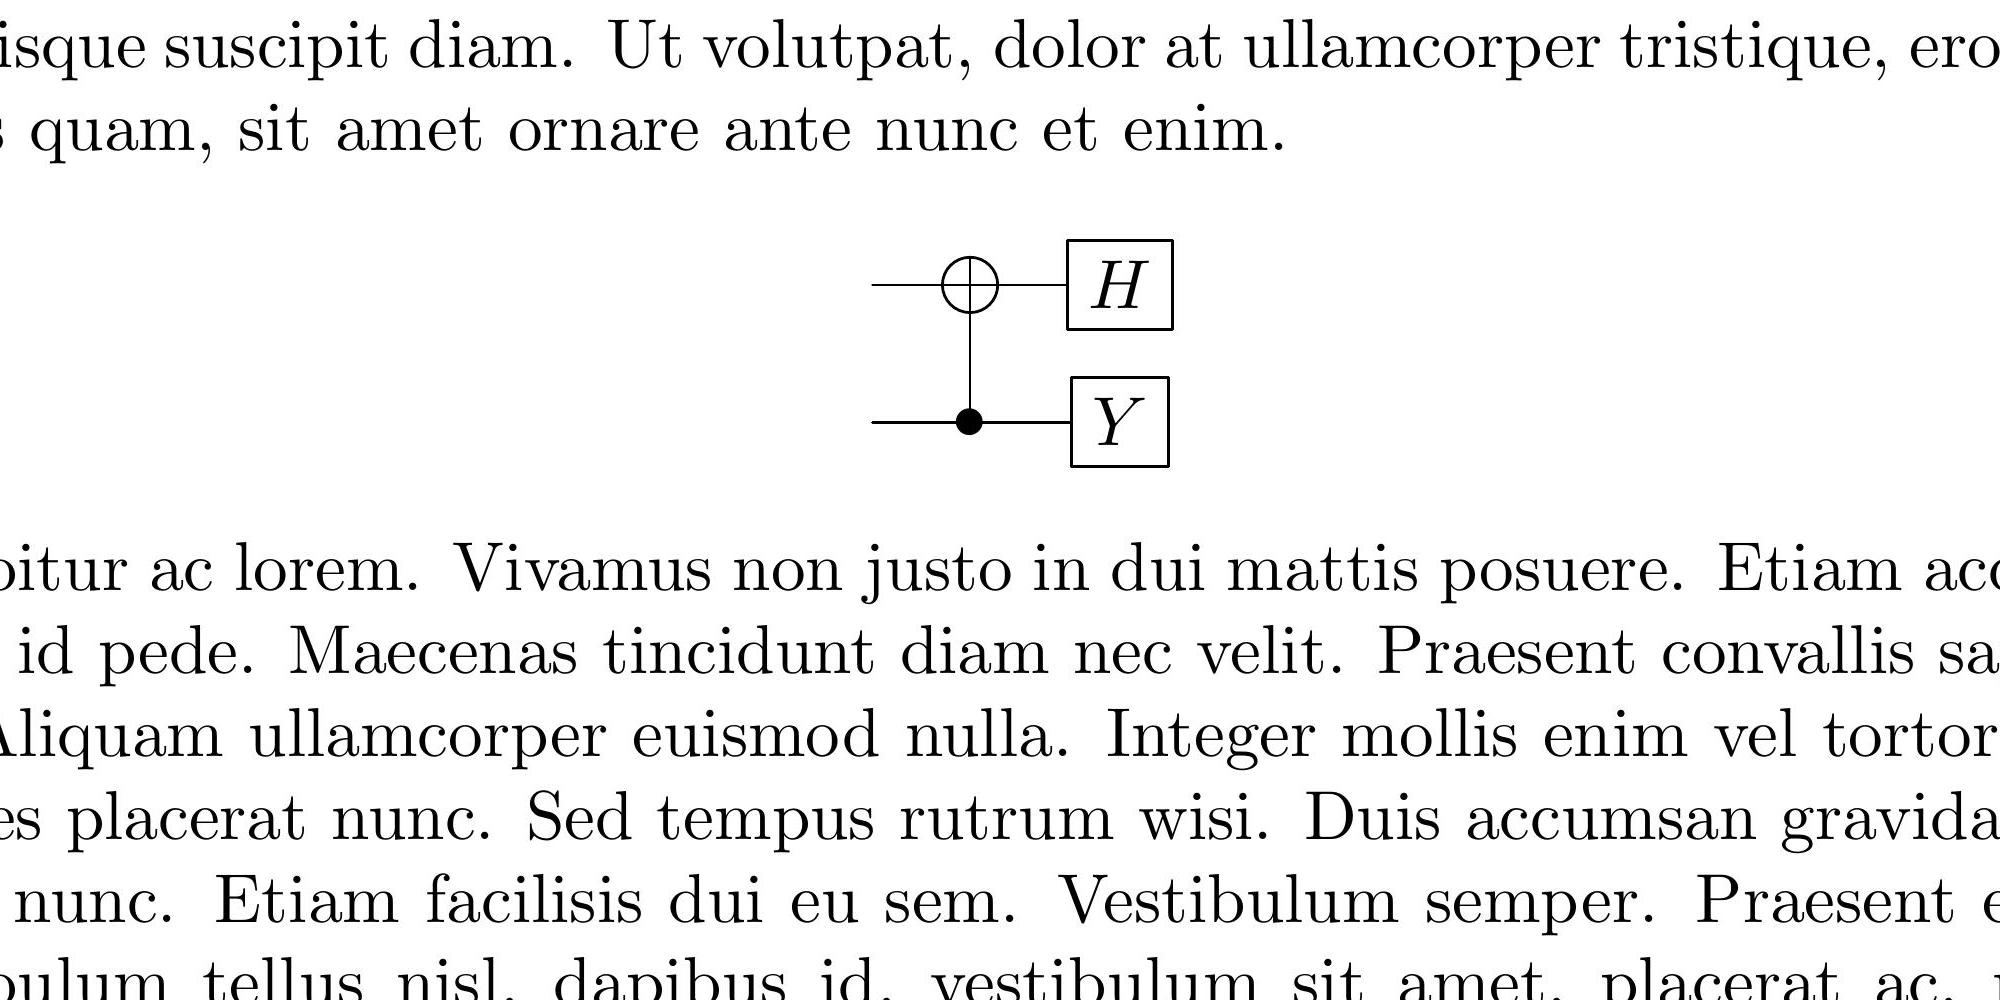 isque suscipit diam. Ut volutpat, dolor at ullamcorper tristique, ero
quam, sit amet ornare ante nunc et enim.
H
Y
bitur ac lorem. Vivamus non justo in dui mattis posuere. Etiam acc
id pede. Maecenas tincidunt diam nec velit. Praesent convallis sa
Aliquam ullamcorper euismod nulla. Integer mollis enim vel tortor
es placerat nunc. Sed tempus rutrum wisi. Duis accumsan gravida
nunc. Etiam facilisis dui eu sem. Vestibulum semper. Praesent e
bulum tellus nisl, dapibus id, vestibulum sit amet, placerat ac,